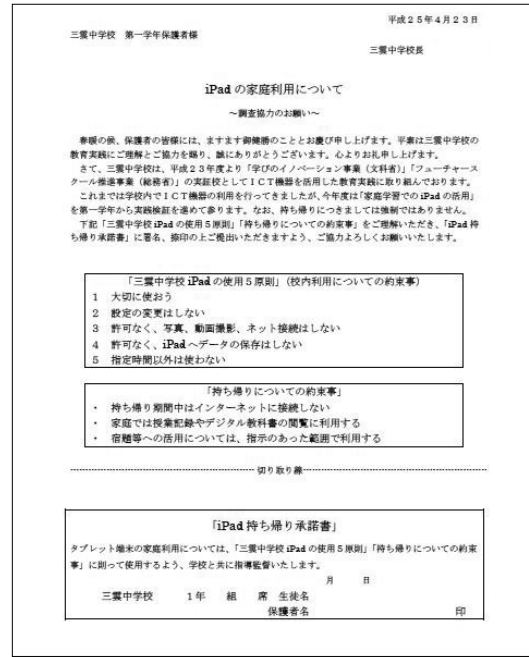 平成２５年４月２３日
三雲中学校　第一学年保護者様
三雲中学校長
iPad の家庭利用について
～調査協力のお願い～
春暖の侯、保護者の皆様には、ますます御健勝のこととお慶び申し上げます。平素は三雲中学校の
教育実践にご理解とご協力を賜り、誠にありがとうございます。心よりお礼申し上げます。
さて、三雲中学校は、平成２３年度より「学びのイノベーション事業（文科省）」「フューチャース
クール推進事業（総務省）」の実証校としてＩＣＴ機器を活用した教育実践に取り組んでおります。
これまでは学校内でＩＣＴ機器の利用を行ってきましたが、今年度は「家庭学習での iPad の活用」
を第一学年から実践検証を進めて参ります。なお、持ち帰りにつきましては強制ではありません。
下記「三雲中学校 iPad の使用５原則」「持ち帰りについての約束事」をご理解いただき、「iPad 持
ち帰り承諾書」に署名、捺印の上ご提出いただきますよう、ご協力よろしくお願いいたします。
「三雲中学校 iPad の使用５原則」（校内利用についての約束事）
１　大切に使おう
２　設定の変更はしない
３　許可なく、写真、動画撮影、ネット接続はしない
４　許可なく、iPad へデータの保存はしない
５　指定時間以外は使わない
「持ち帰りについての約束事」
・　持ち帰り期間中はインターネットに接続しない
・　家庭では授業記録やデジタル教科書の閲覧に利用する
・　宿題等への活用については、指示のあった範囲で利用する
切り取り線
「iPad 持ち帰り承諾書」
タブレット端末の家庭利用については、「三雲中学校 iPad の使用５原則」「持ち帰りについての約束
事」に則って使用するよう、学校と共に指導監督いたします。
月　　日
三雲中学校　　１年　　組　　席　生徒名
保護者名　　　　　　　　印